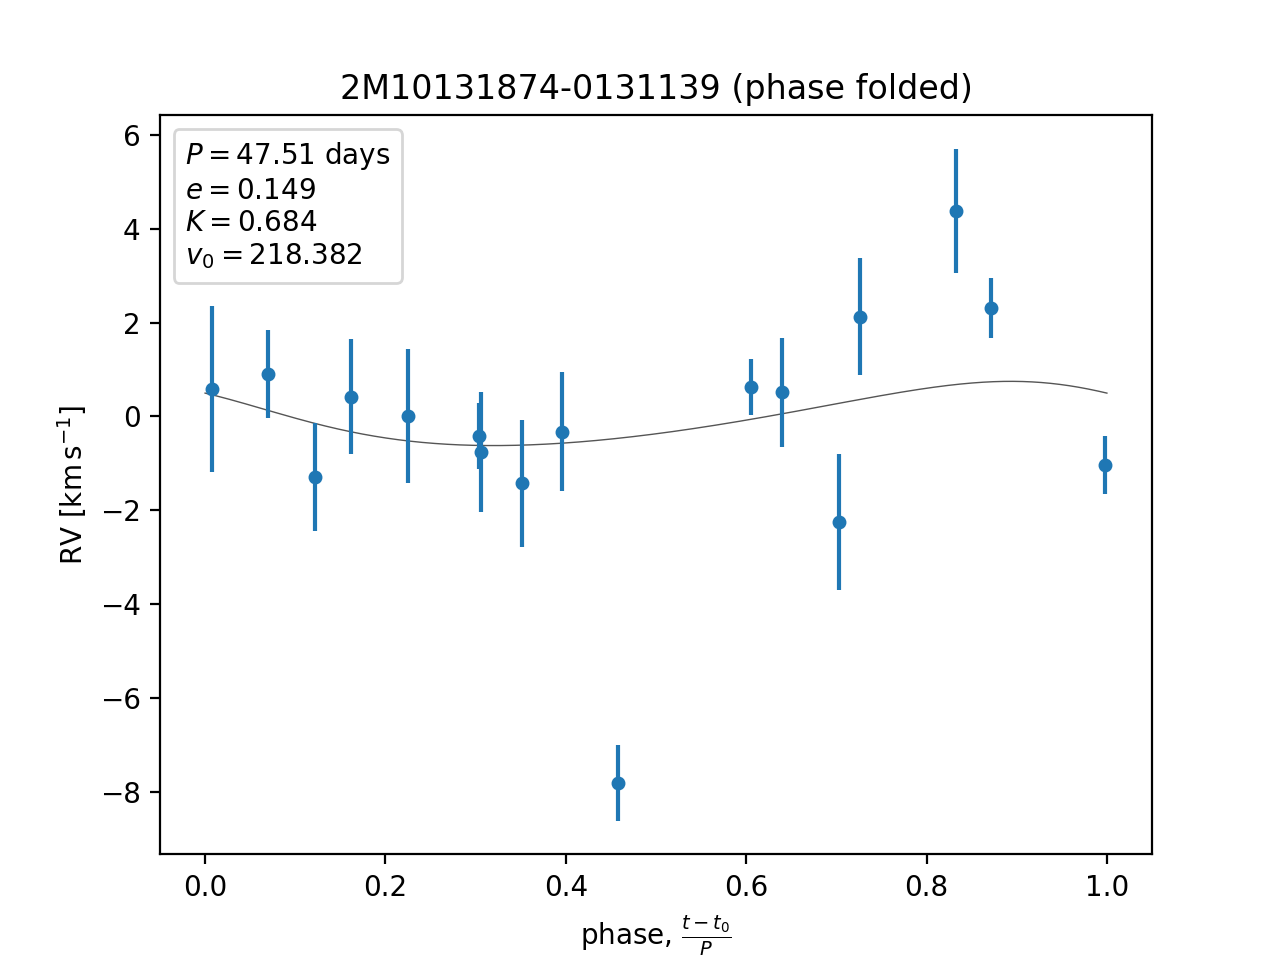 2M10131874-0131139 (phase folded)
P = 47.51 days
e = 0.149
K = 0.684
v₀ = 218.382
6
4
2
0
−2
−4
−6
−8
RV [km s⁻¹]
0.0 0.2 0.4 0.6 0.8 1.0
phase, (t − t₀)/P